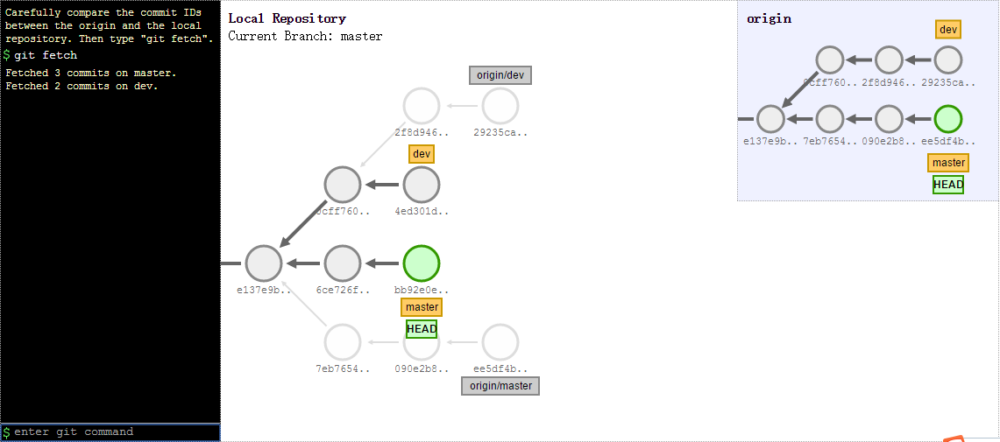 Carefully compare the commit IDs
between the origin and the local
repository. Then type "git fetch".
$ git fetch
Fetched 3 commits on master.
Fetched 2 commits on dev.
$ enter git command
Local Repository
Current Branch: master
origin/dev
2f8d946..
29235ca..
dev
cff760..
4ed301d..
e137e9b..
6ce726f..
bb92e0e..
master
HEAD
7eb7654..
090e2b8..
ee5df4b..
origin/master
origin
dev
cff760..
2f8d946..
29235ca..
e137e9b..
7eb7654..
090e2b8..
ee5df4b..
master
HEAD